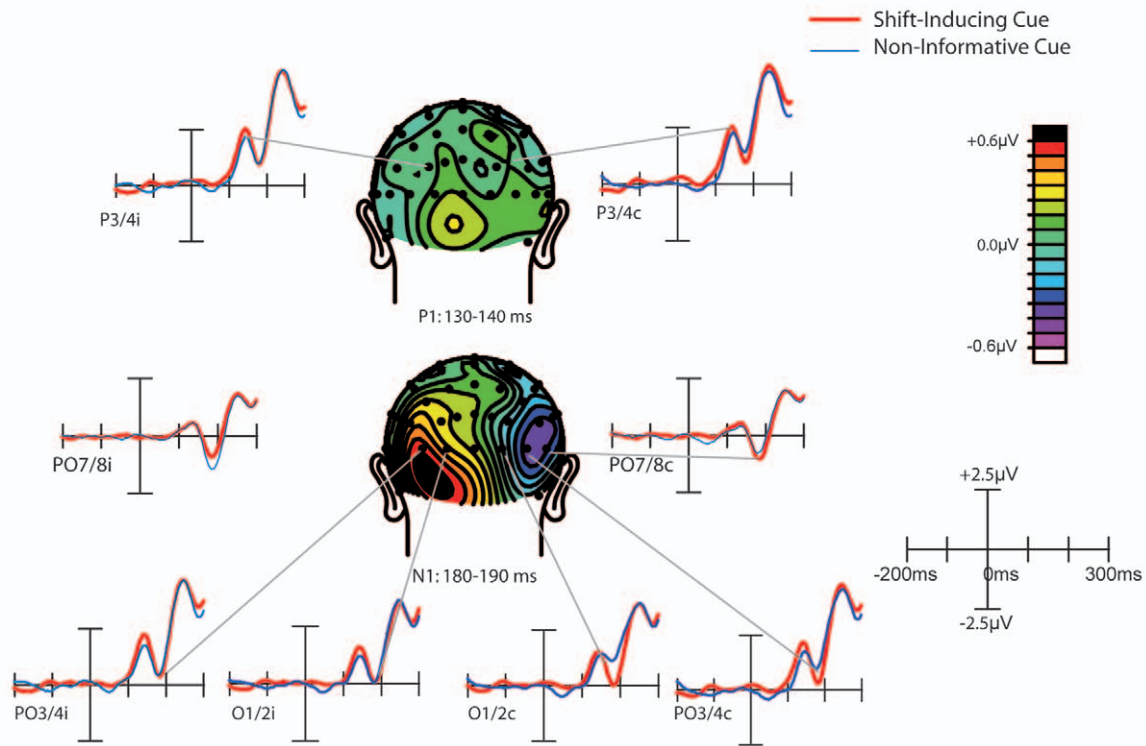 Shift-Inducing Cue
Non-Informative Cue
+0.6µV
0.0µV
-0.6µV
P3/4i
P3/4c
P1: 130-140 ms
PO7/8i
PO7/8c
+2.5µV
-200ms
0ms
300ms
-2.5µV
N1: 180-190 ms
PO3/4i
O1/2i
O1/2c
PO3/4c